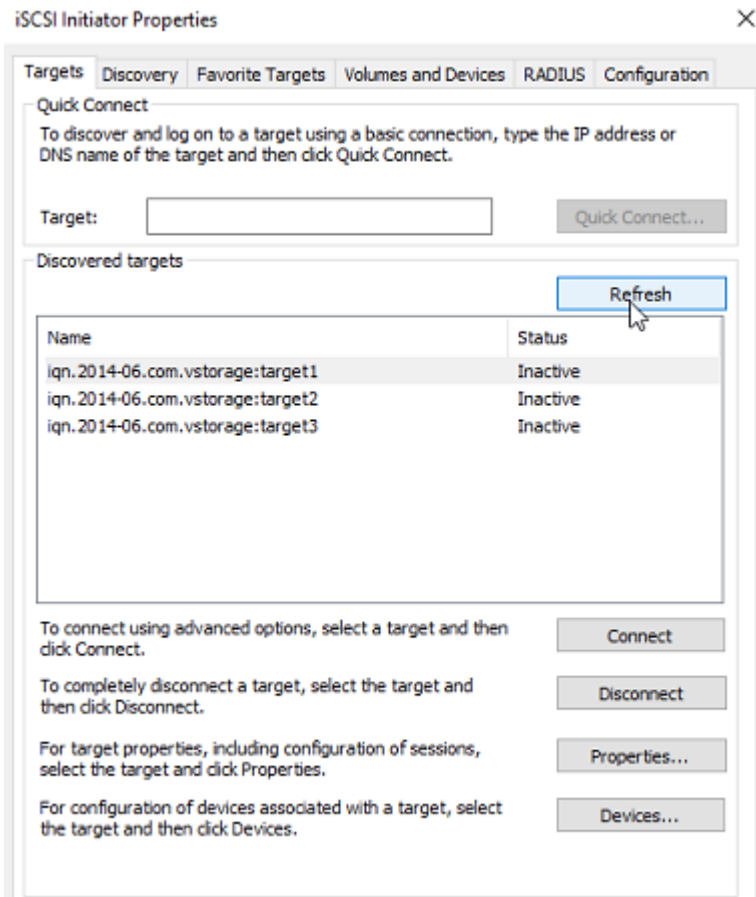 iSCSI Initiator Properties
Targets Discovery Favorite Targets Volumes and Devices RADIUS Configuration
Quick Connect
To discover and log on to a target using a basic connection, type the IP address or
DNS name of the target and then click Quick Connect.
Target: Quick Connect...
Discovered targets
Refresh
Name Status
iqn.2014-06.com.vstorage:target1 Inactive
iqn.2014-06.com.vstorage:target2 Inactive
iqn.2014-06.com.vstorage:target3 Inactive
To connect using advanced options, select a target and then
click Connect.
Connect
To completely disconnect a target, select the target and
then click Disconnect.
Disconnect
For target properties, including configuration of sessions,
select the target and click Properties.
Properties...
For configuration of devices associated with a target, select
the target and then click Devices.
Devices...